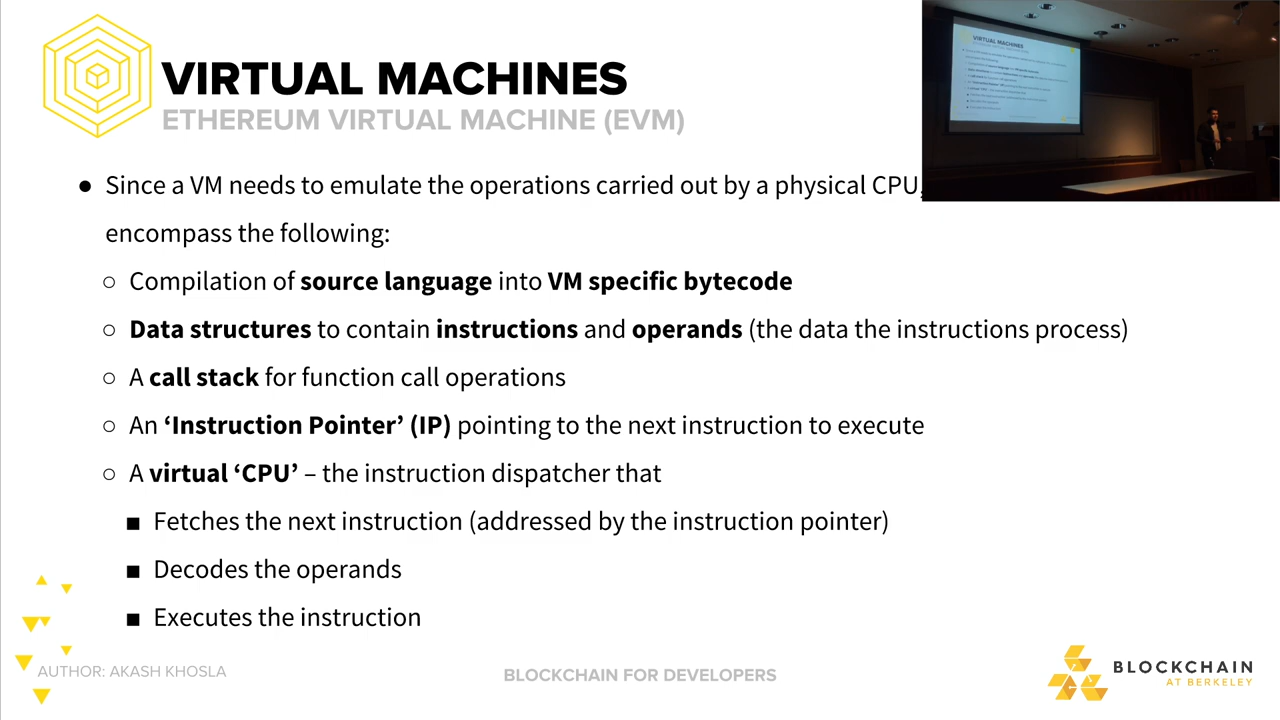 VIRTUAL MACHINES
ETHEREUM VIRTUAL MACHINE (EVM)
● Since a VM needs to emulate the operations carried out by a physical CPU,
encompass the following:
○ Compilation of source language into VM specific bytecode
○ Data structures to contain instructions and operands (the data the instructions process)
○ A call stack for function call operations
○ An ‘Instruction Pointer’ (IP) pointing to the next instruction to execute
○ A virtual ‘CPU’ – the instruction dispatcher that
■ Fetches the next instruction (addressed by the instruction pointer)
■ Decodes the operands
■ Executes the instruction
AUTHOR: AKASH KHOSLA
BLOCKCHAIN FOR DEVELOPERS
BLOCKCHAIN
AT BERKELEY
VIRTUAL MACHINES